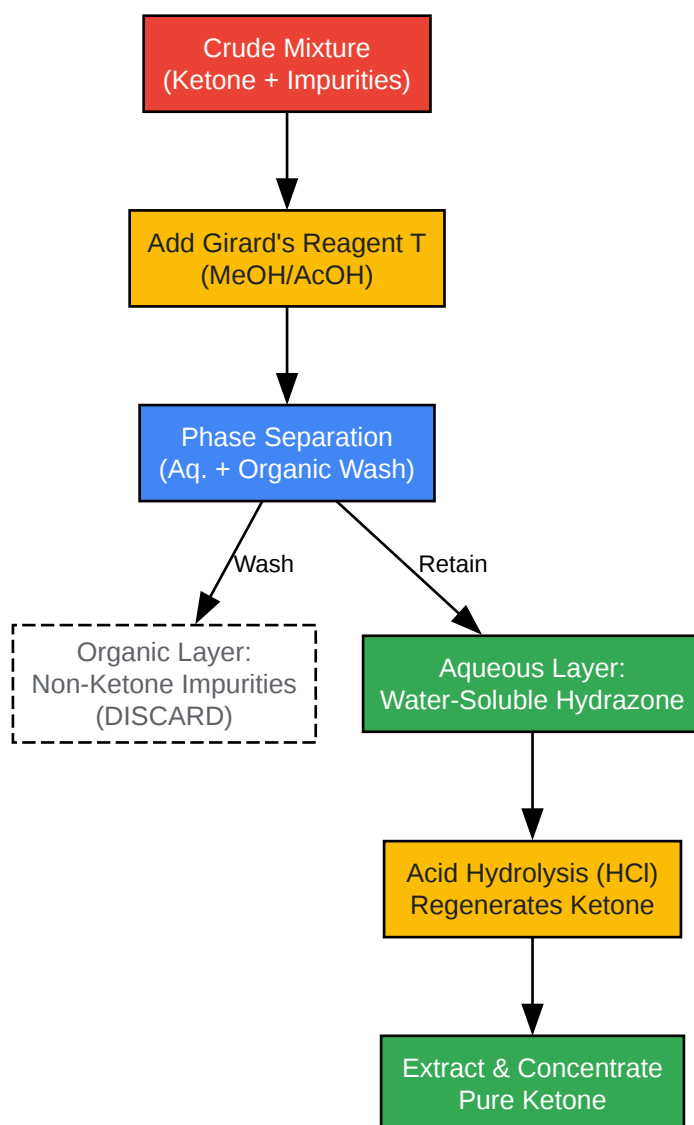 Crude Mixture
(Ketone + Impurities)
Add Girard's Reagent T
(MeOH/AcOH)
Phase Separation
(Aq. + Organic Wash)
Wash
Retain
Organic Layer:
Non-Ketone Impurities
(DISCARD)
Aqueous Layer:
Water-Soluble Hydrazone
Acid Hydrolysis (HCl)
Regenerates Ketone
Extract & Concentrate
Pure Ketone